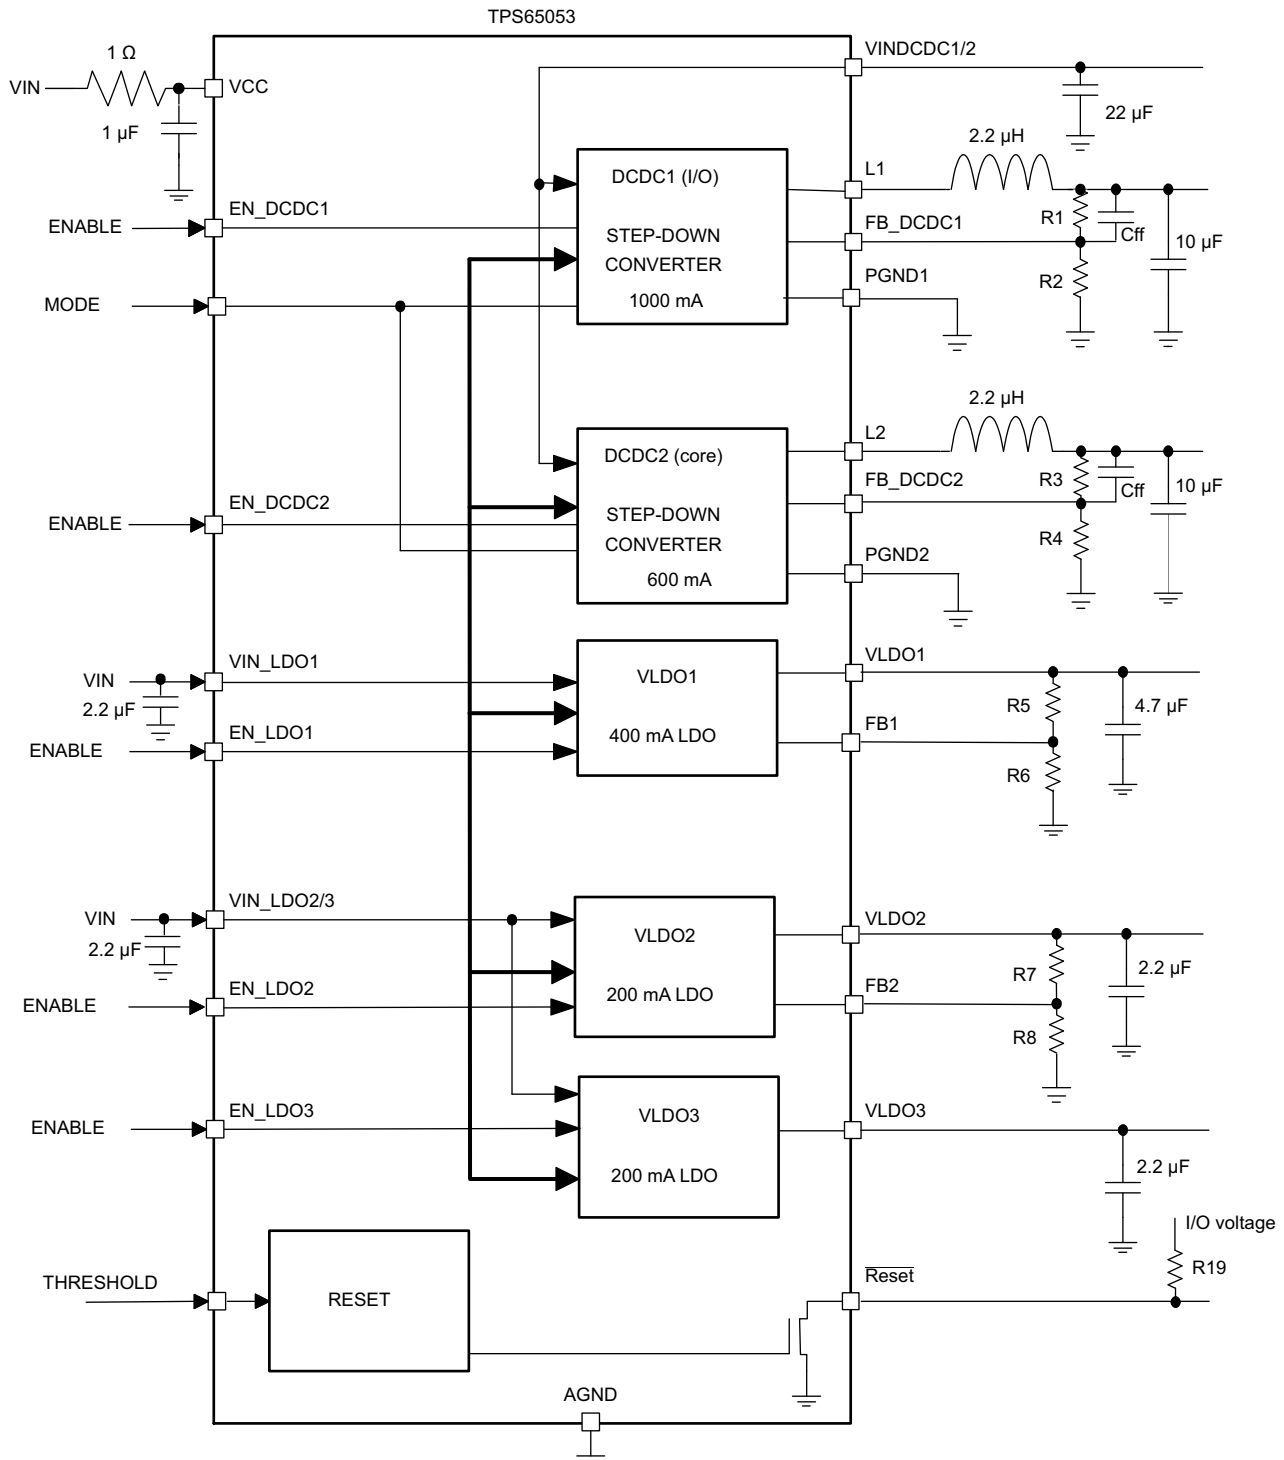 TPS65053
1 Ω
VIN
VCC
1 µF
VINDCDC1/2
22 µF
2.2 µH
DCDC1 (I/O)
L1
EN_DCDC1
ENABLE
STEP-DOWN
CONVERTER
1000 mA
FB_DCDC1
R1
Cff
10 µF
R2
PGND1
MODE
2.2 µH
L2
DCDC2 (core)
FB_DCDC2
R3
Cff
10 µF
EN_DCDC2
ENABLE
STEP-DOWN
CONVERTER
600 mA
R4
PGND2
VIN_LDO1
VIN
2.2 µF
VLDO1
VLDO1
R5
4.7 µF
EN_LDO1
ENABLE
400 mA LDO
FB1
R6
VIN_LDO2/3
VIN
2.2 µF
VLDO2
VLDO2
R7
2.2 µF
EN_LDO2
ENABLE
200 mA LDO
FB2
R8
EN_LDO3
ENABLE
VLDO3
VLDO3
200 mA LDO
2.2 µF
I/O voltage
THRESHOLD
RESET
Reset
R19
AGND